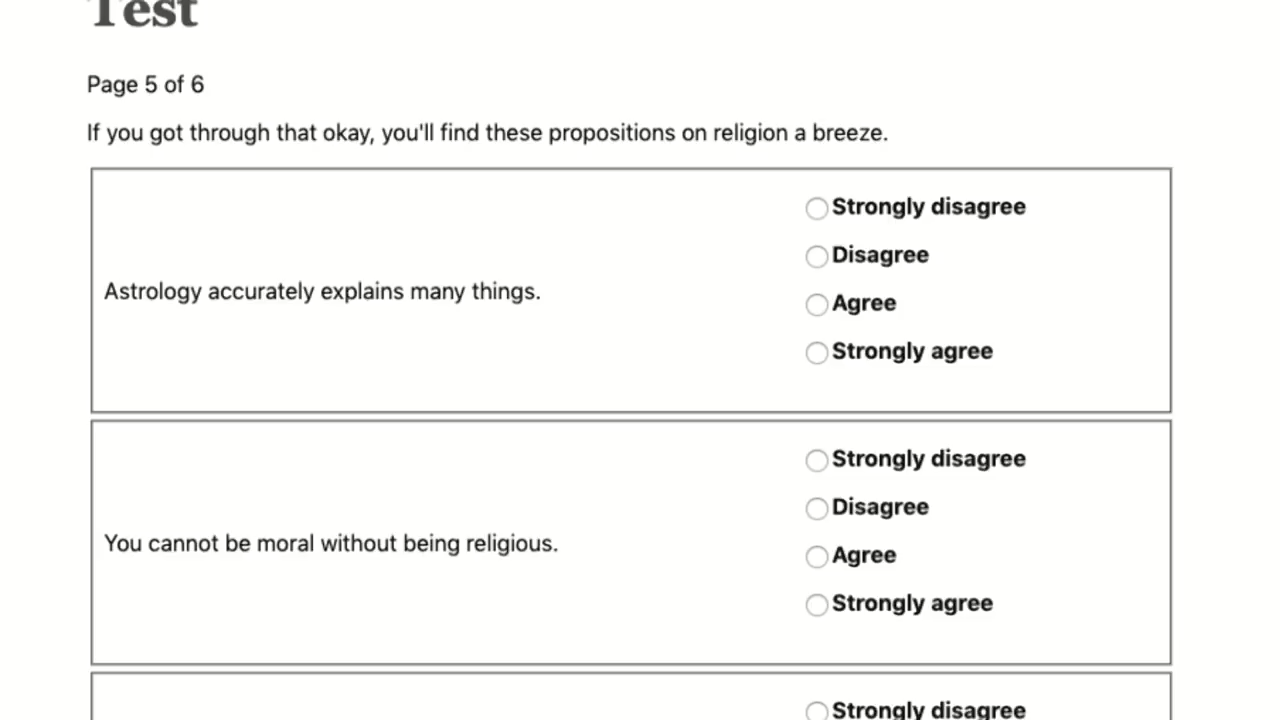 Test
Page 5 of 6
If you got through that okay, you'll find these propositions on religion a breeze.
Astrology accurately explains many things.
Strongly disagree
Disagree
Agree
Strongly agree
You cannot be moral without being religious.
Strongly disagree
Disagree
Agree
Strongly agree
Strongly disagree